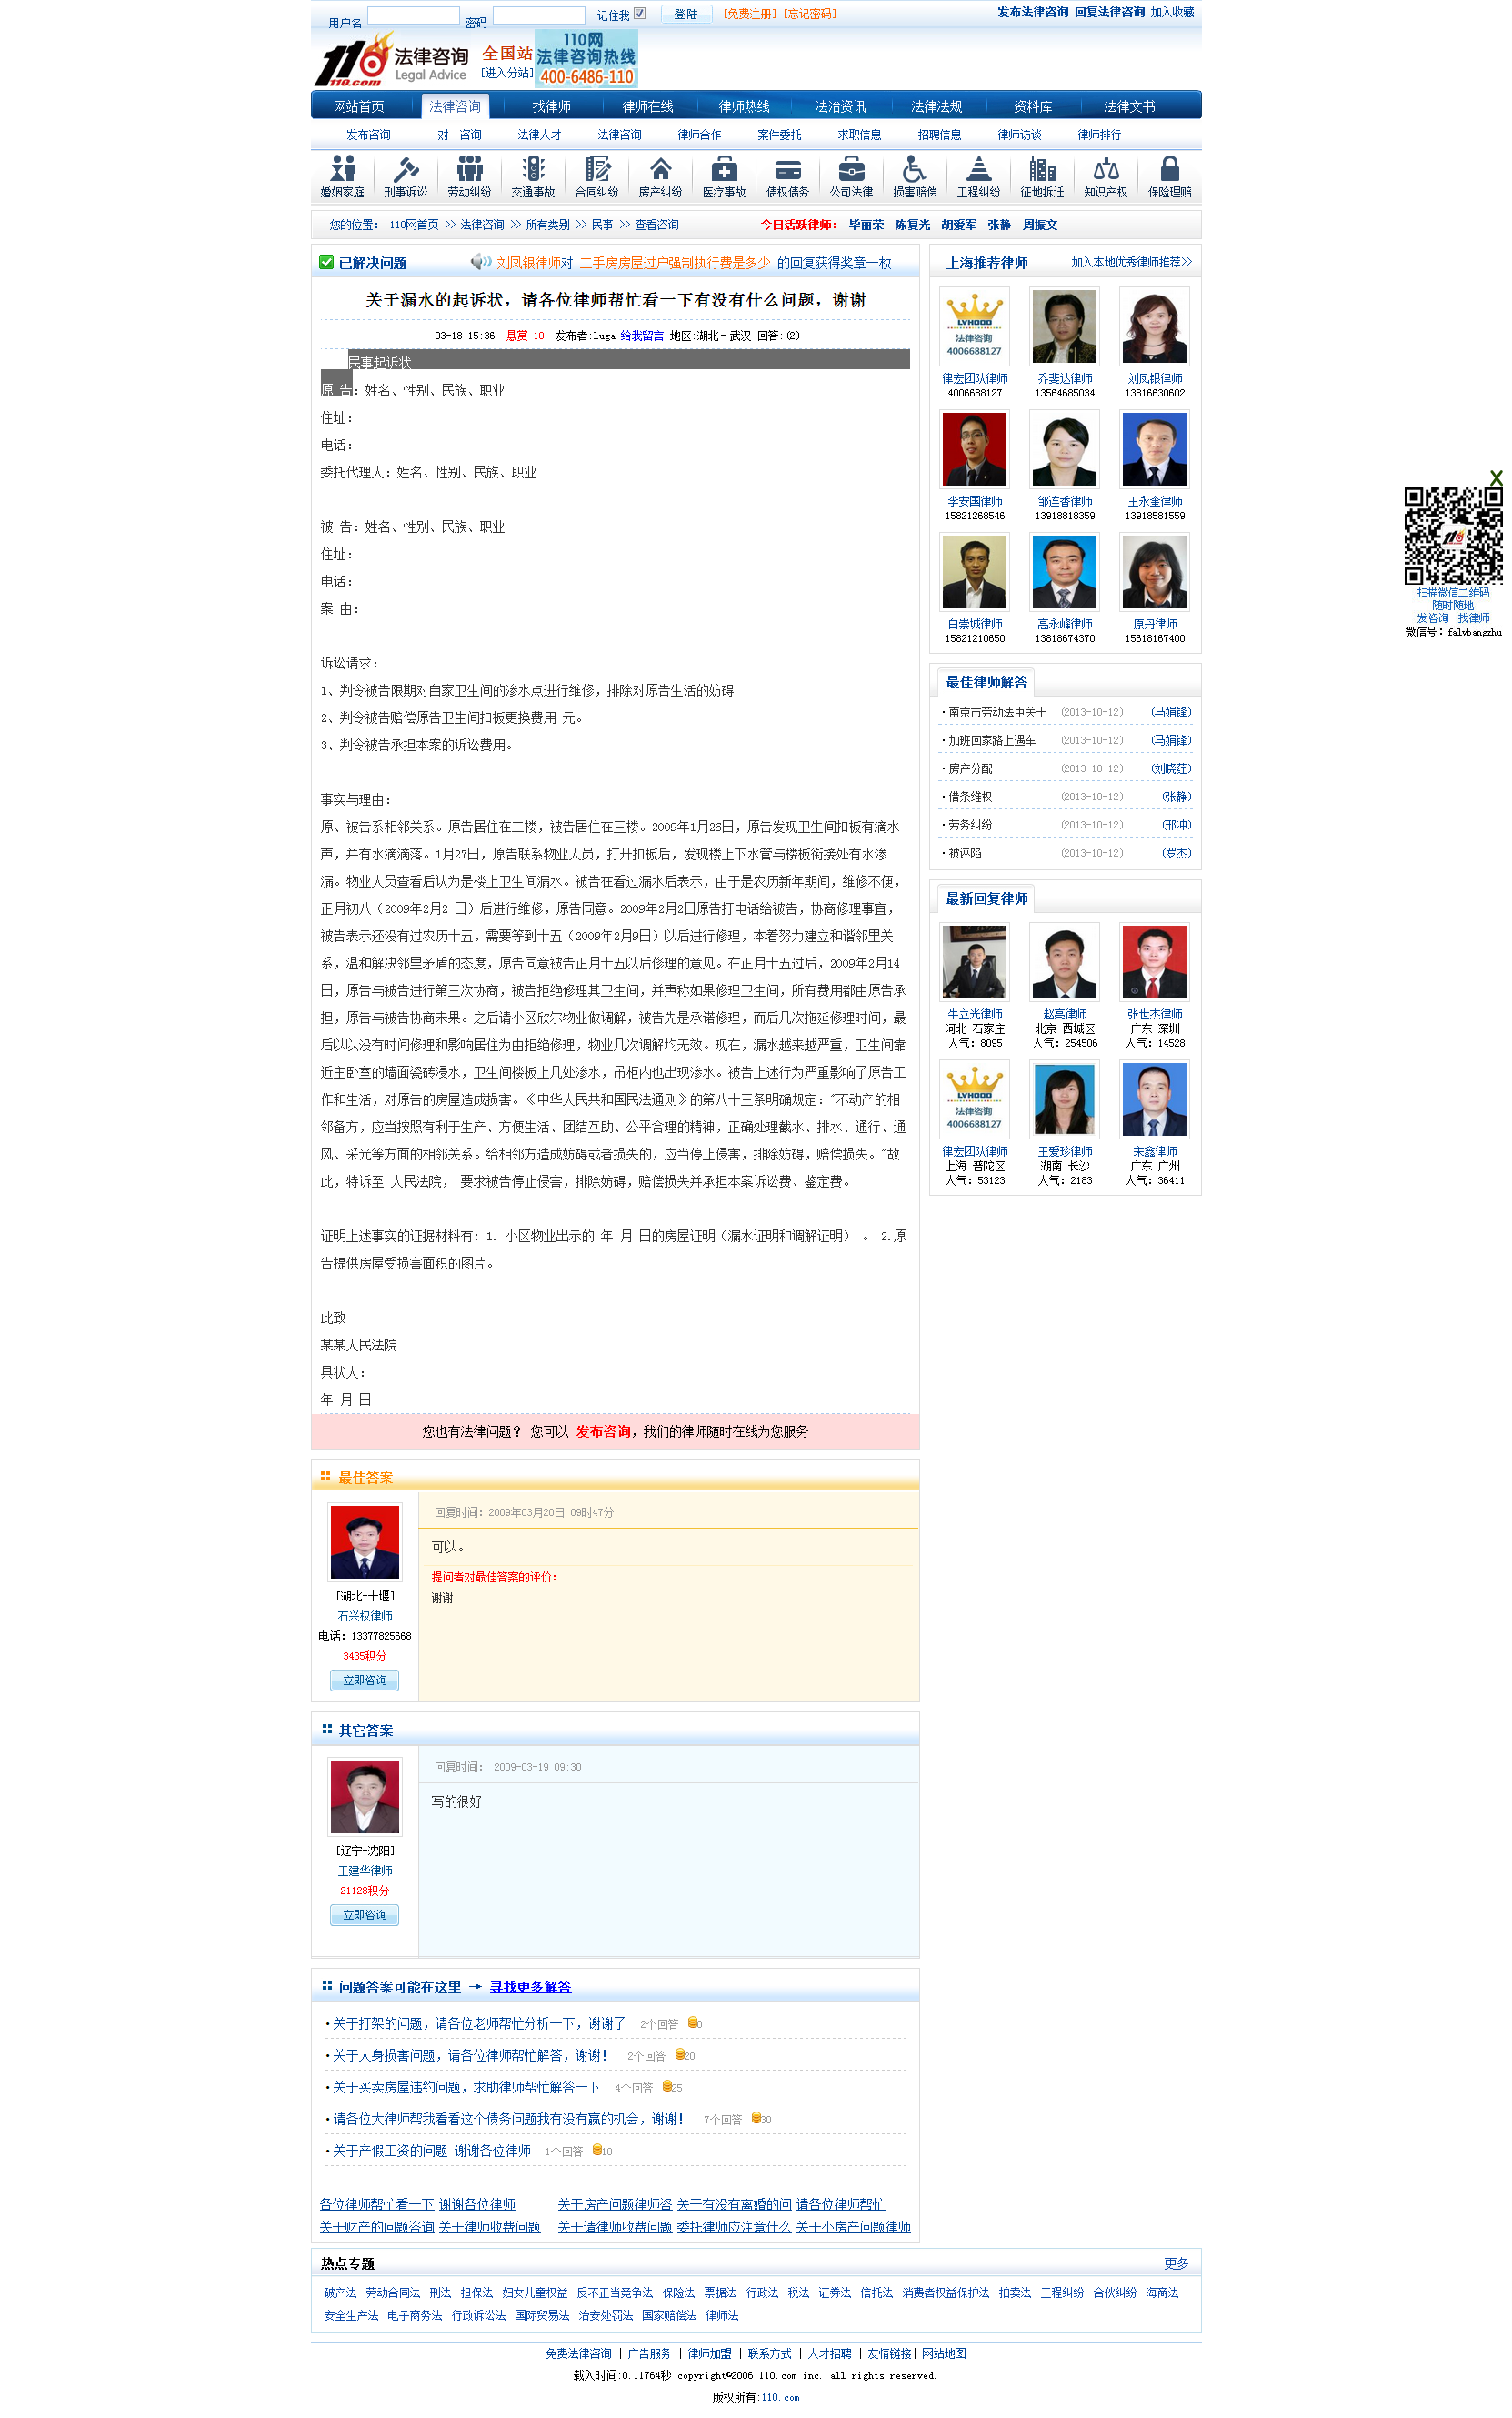 用户名 密码 记住我 登陆 [免费注册] [忘记密码] 发布法律咨询 回复法律咨询 加入收藏
110.com 法律咨询 Legal Advice 全国站 [进入分站] 110网 法律咨询热线 400-6486-110
网站首页 法律咨询 找律师 律师在线 律师热线 法治资讯 法律法规 资料库 法律文书
发布咨询 一对一咨询 法律人才 法律咨询 律师合作 案件委托 求职信息 招聘信息 律师访谈 律师排行
婚姻家庭 刑事诉讼 劳动纠纷 交通事故 合同纠纷 房产纠纷 医疗事故 债权债务 公司法律 损害赔偿 工程纠纷 征地拆迁 知识产权 保险理赔
您的位置： 110网首页 >> 法律咨询 >> 所有类别 >> 民事 >> 查看咨询 今日活跃律师： 毕丽荣 陈复光 胡爱军 张静 周振文
已解决问题 刘凤银律师对 二手房房屋过户强制执行费是多少 的回复获得奖章一枚
关于漏水的起诉状，请各位律师帮忙看一下有没有什么问题，谢谢
03-18 15:36 悬赏 10 发布者:luga 给我留言 地区:湖北-武汉 回答:(2)
民事起诉状
原 告：姓名、性别、民族、职业
住址：
电话：
委托代理人：姓名、性别、民族、职业
被 告：姓名、性别、民族、职业
住址：
电话：
案 由：
诉讼请求：
1、判令被告限期对自家卫生间的渗水点进行维修，排除对原告生活的妨碍
2、判令被告赔偿原告卫生间扣板更换费用 元。
3、判令被告承担本案的诉讼费用。
事实与理由：
原、被告系相邻关系。原告居住在二楼，被告居住在三楼。2009年1月26日，原告发现卫生间扣板有滴水
声，并有水滴滴落。1月27日，原告联系物业人员，打开扣板后，发现楼上下水管与楼板衔接处有水渗
漏。物业人员查看后认为是楼上卫生间漏水。被告在看过漏水后表示，由于是农历新年期间，维修不便，
正月初八（2009年2月2 日）后进行维修，原告同意。2009年2月2日原告打电话给被告，协商修理事宜，
被告表示还没有过农历十五，需要等到十五（2009年2月9日）以后进行修理，本着努力建立和谐邻里关
系，温和解决邻里矛盾的态度，原告同意被告正月十五以后修理的意见。在正月十五过后，2009年2月14
日，原告与被告进行第三次协商，被告拒绝修理其卫生间，并声称如果修理卫生间，所有费用都由原告承
担，原告与被告协商未果。之后请小区欣尔物业做调解，被告先是承诺修理，而后几次拖延修理时间，最
后以以没有时间修理和影响居住为由拒绝修理，物业几次调解均无效。现在，漏水越来越严重，卫生间靠
近主卧室的墙面瓷砖浸水，卫生间楼板上几处渗水，吊柜内也出现渗水。被告上述行为严重影响了原告工
作和生活，对原告的房屋造成损害。《中华人民共和国民法通则》的第八十三条明确规定："不动产的相
邻备方，应当按照有利于生产、方便生活、团结互助、公平合理的精神，正确处理截水、排水、通行、通
风、采光等方面的相邻关系。给相邻方造成妨碍或者损失的，应当停止侵害，排除妨碍，赔偿损失。"故
此，特诉至 人民法院， 要求被告停止侵害，排除妨碍，赔偿损失并承担本案诉讼费、鉴定费。
证明上述事实的证据材料有：1. 小区物业出示的 年 月 日的房屋证明（漏水证明和调解证明） 。 2.原
告提供房屋受损害面积的图片。
此致
某某人民法院
具状人：
年 月 日
您也有法律问题？ 您可以 发布咨询，我们的律师随时在线为您服务
最佳答案
回复时间：2009年03月20日 09时47分
可以。
提问者对最佳答案的评价：
谢谢
[湖北-十堰]
石兴权律师
电话：13377825668
3435积分
立即咨询
其它答案
回复时间： 2009-03-19 09:30
写的很好
[辽宁-沈阳]
王建华律师
21128积分
立即咨询
问题答案可能在这里 → 寻找更多解答
·关于打架的问题，请各位老师帮忙分析一下，谢谢了 2个回答 0
·关于人身损害问题，请各位律师帮忙解答，谢谢！ 2个回答 20
·关于买卖房屋违约问题，求助律师帮忙解答一下 4个回答 25
·请各位大律师帮我看看这个债务问题我有没有赢的机会，谢谢！ 7个回答 30
·关于产假工资的问题 谢谢各位律师 1个回答 10
各位律师帮忙看一下 谢谢各位律师 关于房产问题律师咨 关于有没有离婚的问 请各位律师帮忙
关于财产的问题咨询 关于律师收费问题 关于请律师收费问题 委托律师应注意什么 关于小房产问题律师
上海推荐律师 加入本地优秀律师推荐>>
LVHOOO 法律咨询 4006688127
律宏团队律师 乔斐达律师 刘凤银律师
4006688127 13564685034 13816630602
李安国律师 邹连香律师 王永奎律师
15821268546 13918818359 13918581559
白崇城律师 高永峰律师 原丹律师
15821210650 13818674370 15618167400
最佳律师解答
·南京市劳动法中关于 (2013-10-12) (马娟锋)
·加班回家路上遇车 (2013-10-12) (马娟锋)
·房产分配 (2013-10-12) (刘晓荭)
·借条维权 (2013-10-12) (张静)
·劳务纠纷 (2013-10-12) (邢冲)
·被诬陷 (2013-10-12) (罗杰)
最新回复律师
牛立光律师 赵亮律师 张世杰律师
河北 石家庄 北京 西城区 广东 深圳
人气：8095 人气：254506 人气：14528
LVHOOO 法律咨询 4006688127
律宏团队律师 王爱珍律师 宋鑫律师
上海 普陀区 湖南 长沙 广东 广州
人气：53123 人气：2183 人气：36411
X
扫描微信二维码
随时随地
发咨询 找律师
微信号：falvbangzhu
热点专题 更多
破产法 劳动合同法 刑法 担保法 妇女儿童权益 反不正当竞争法 保险法 票据法 行政法 税法 证券法 信托法 消费者权益保护法 拍卖法 工程纠纷 合伙纠纷 海商法
安全生产法 电子商务法 行政诉讼法 国际贸易法 治安处罚法 国家赔偿法 律师法
免费法律咨询 | 广告服务 | 律师加盟 | 联系方式 | 人才招聘 | 友情链接| 网站地图
载入时间:0.11764秒 copyright©2006 110.com inc. all rights reserved.
版权所有:110.com